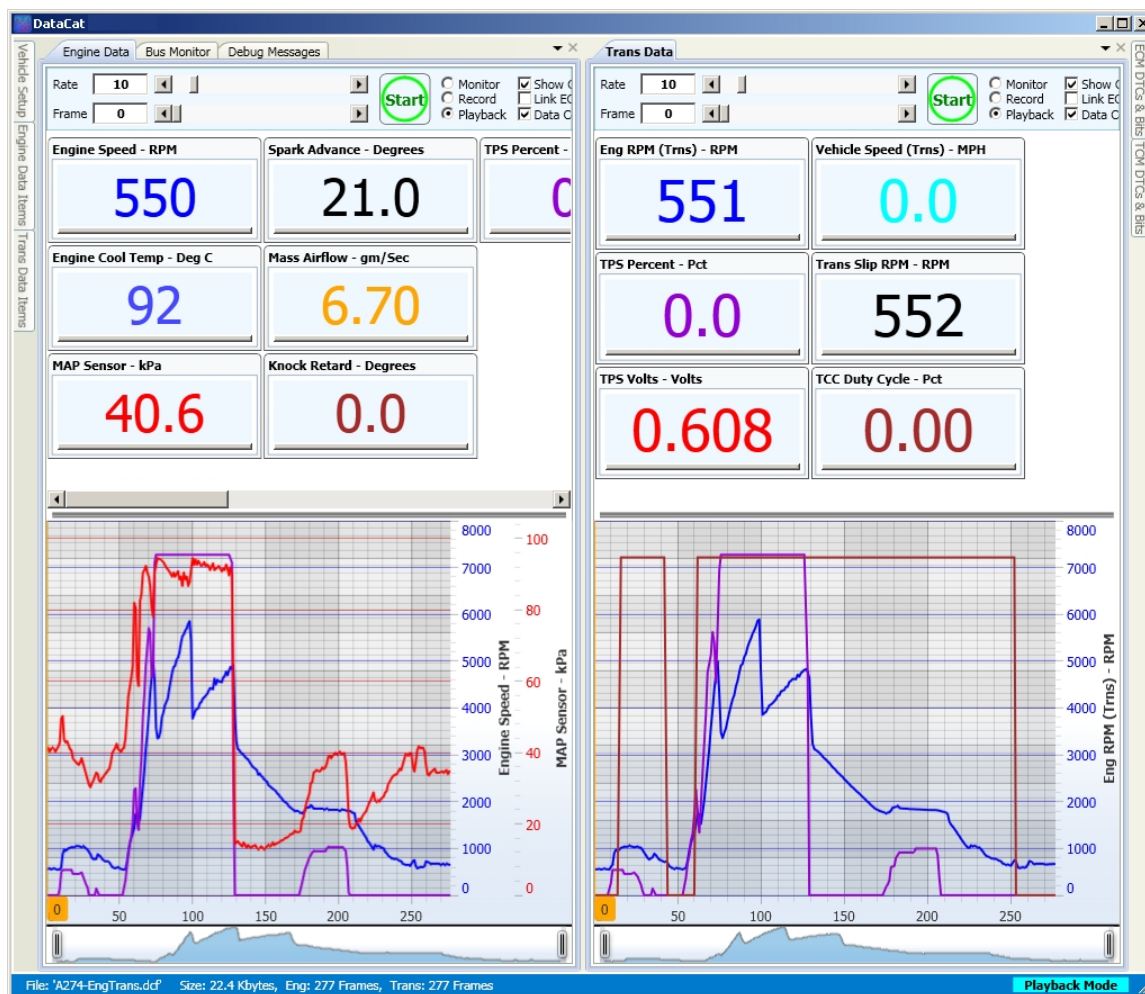 DataCat
Engine Data Bus Monitor Debug Messages
Rate 10
Frame 0
Start
Monitor
Record
Playback
Show
Link
Data
Engine Speed - RPM
550
Spark Advance - Degrees
21.0
TPS Percent -
Engine Cool Temp - Deg C
92
Mass Airflow - gm/Sec
6.70
MAP Sensor - kPa
40.6
Knock Retard - Degrees
0.0
8000
7000
6000
5000
4000
3000
2000
1000
0
Engine Speed - RPM
100
80
60
40
20
0
MAP Sensor - kPa
0 50 100 150 200 250
Trans Data
Rate 10
Frame 0
Start
Monitor
Record
Playback
Show
Link
Data
Eng RPM (Trns) - RPM
551
Vehicle Speed (Trns) - MPH
0.0
TPS Percent - Pct
0.0
Trans Slip RPM - RPM
552
TPS Volts - Volts
0.608
TCC Duty Cycle - Pct
0.00
8000
7000
6000
5000
4000
3000
2000
1000
0
Eng RPM (Trns) - RPM
0 50 100 150 200 250
Vehicle Setup
Engine Data Items
Trans Data Items
ECM DTCs & Bits
TCM DTCs & Bits
File: 'A274-EngTrans.dcf' Size: 22.4 Kbytes, Eng: 277 Frames, Trans: 277 Frames
Playback Mode